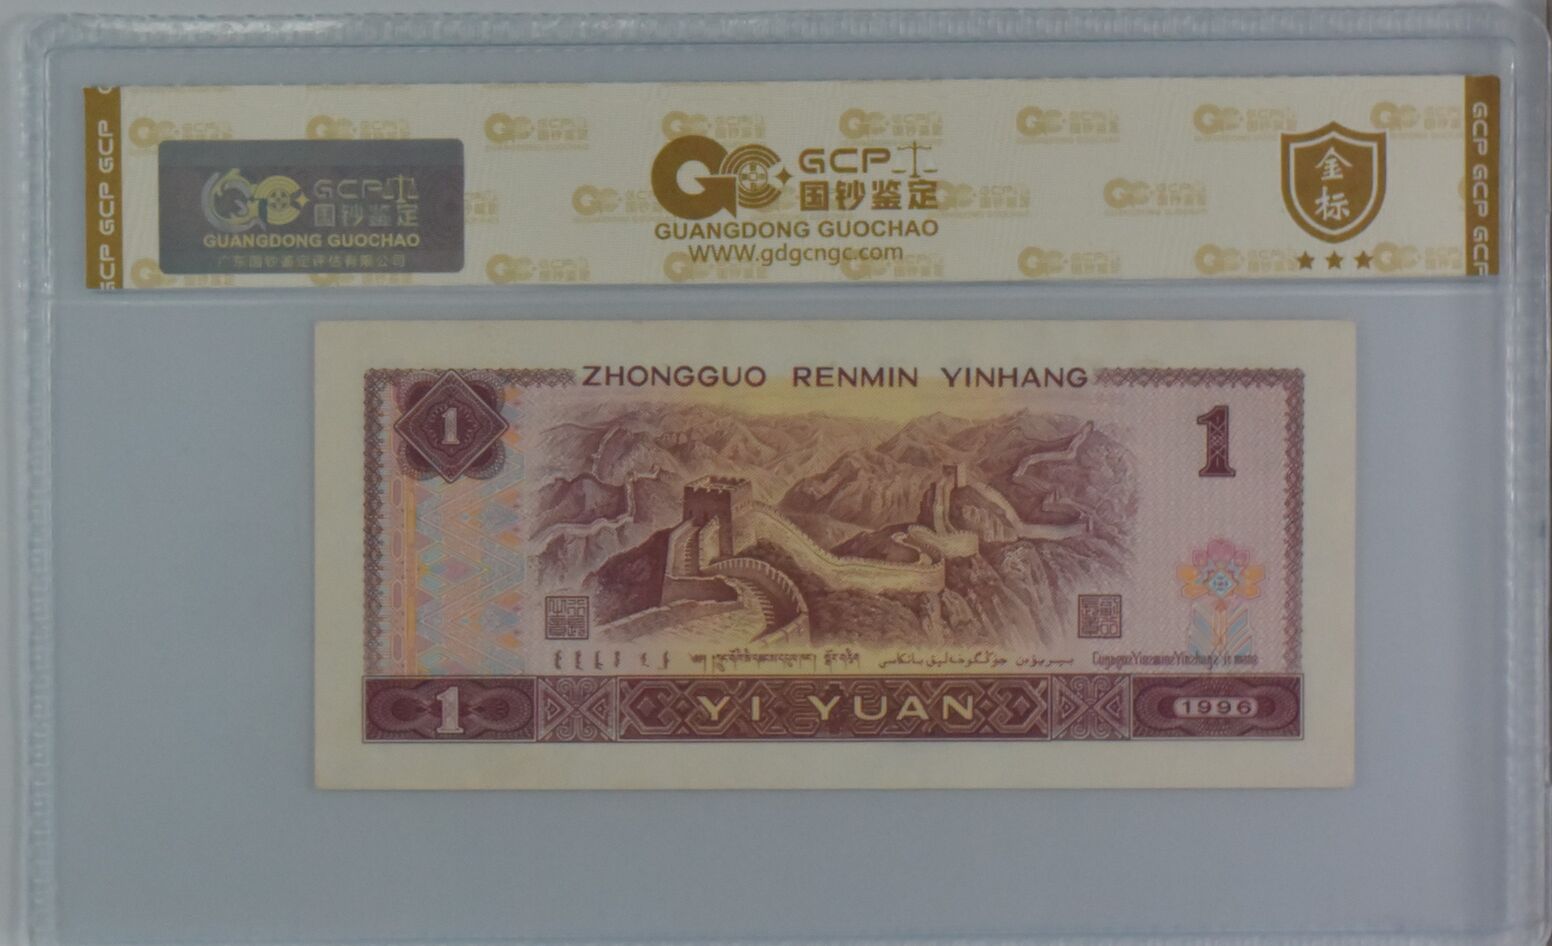 GCP GCP GCP
GCP
国钞鉴定
GUANGDONG GUOCHAO
广东国钞鉴定评估有限公司
GCP
国钞鉴定
GUANGDONG GUOCHAO
WWW.gdgcngc.com
金标
GCP GCP GCP
ZHONGGUO RENMIN YINHANG
1
1
1
YI YUAN
1996